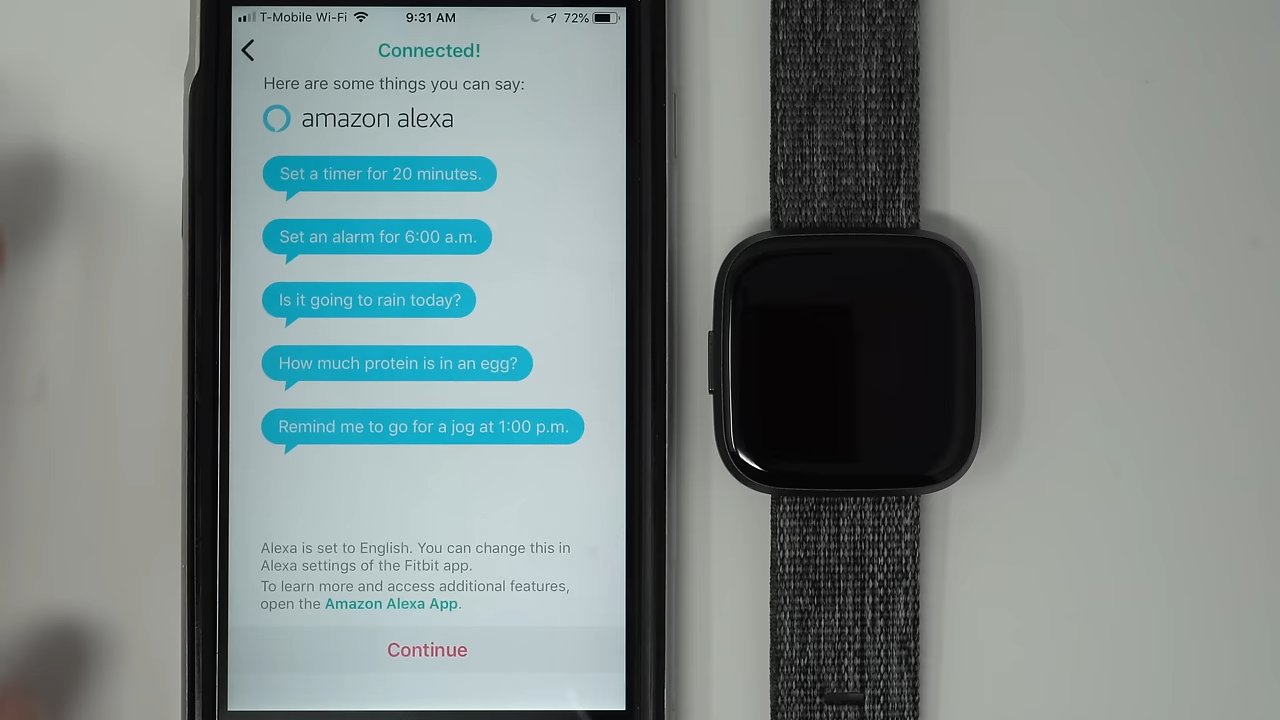 T-Mobile Wi-Fi 9:31 AM 72%
Connected!
Here are some things you can say:
amazon alexa
Set a timer for 20 minutes.
Set an alarm for 6:00 a.m.
Is it going to rain today?
How much protein is in an egg?
Remind me to go for a jog at 1:00 p.m.
Alexa is set to English. You can change this in
Alexa settings of the Fitbit app.
To learn more and access additional features,
open the Amazon Alexa App.
Continue